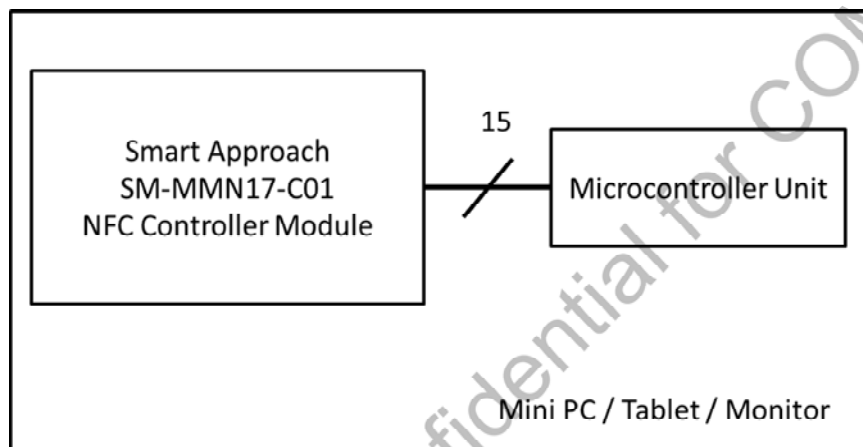 Smart Approach
SM-MMN17-C01
NFC Controller Module
15
Microcontroller Unit
Mini PC / Tablet / Monitor